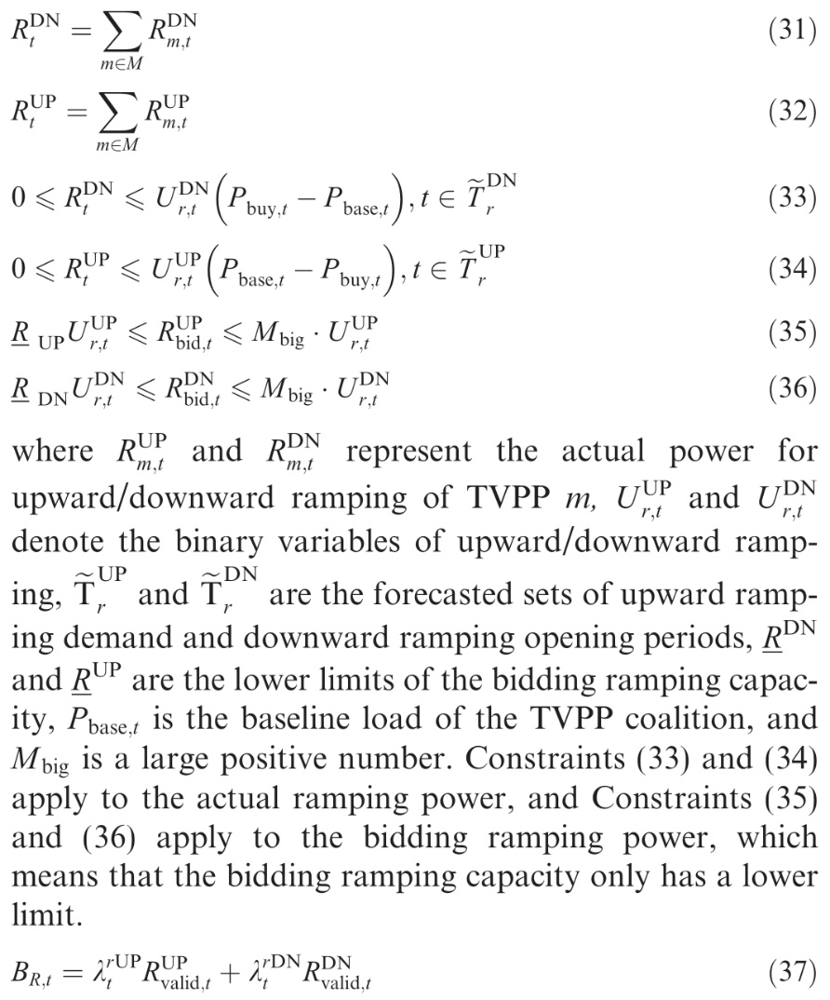 $R_t^{\mathrm{DN}} = \sum_{m \in M} R_{m,t}^{\mathrm{DN}}$ (31)
$R_t^{\mathrm{UP}} = \sum_{m \in M} R_{m,t}^{\mathrm{UP}}$ (32)
$0 \leqslant R_t^{\mathrm{DN}} \leqslant U_{r,t}^{\mathrm{DN}} \left( P_{\mathrm{buy},t} - P_{\mathrm{base},t} \right), t \in \widetilde{T}_r^{\mathrm{DN}}$ (33)
$0 \leqslant R_t^{\mathrm{UP}} \leqslant U_{r,t}^{\mathrm{UP}} \left( P_{\mathrm{base},t} - P_{\mathrm{buy},t} \right), t \in \widetilde{T}_r^{\mathrm{UP}}$ (34)
$\underline{R}_{\mathrm{UP}} U_{r,t}^{\mathrm{UP}} \leqslant R_{\mathrm{bid},t}^{\mathrm{UP}} \leqslant M_{\mathrm{big}} \cdot U_{r,t}^{\mathrm{UP}}$ (35)
$\underline{R}_{\mathrm{DN}} U_{r,t}^{\mathrm{DN}} \leqslant R_{\mathrm{bid},t}^{\mathrm{DN}} \leqslant M_{\mathrm{big}} \cdot U_{r,t}^{\mathrm{DN}}$ (36)
where $R_{m,t}^{\mathrm{UP}}$ and $R_{m,t}^{\mathrm{DN}}$ represent the actual power for
upward/downward ramping of TVPP $m$, $U_{r,t}^{\mathrm{UP}}$ and $U_{r,t}^{\mathrm{DN}}$
denote the binary variables of upward/downward ramp-
ing, $\widetilde{\mathrm{T}}_r^{\mathrm{UP}}$ and $\widetilde{\mathrm{T}}_r^{\mathrm{DN}}$ are the forecasted sets of upward ramp-
ing demand and downward ramping opening periods, $\underline{R}^{\mathrm{DN}}$
and $\underline{R}^{\mathrm{UP}}$ are the lower limits of the bidding ramping capac-
ity, $P_{\mathrm{base},t}$ is the baseline load of the TVPP coalition, and
$M_{\mathrm{big}}$ is a large positive number. Constraints (33) and (34)
apply to the actual ramping power, and Constraints (35)
and (36) apply to the bidding ramping power, which
means that the bidding ramping capacity only has a lower
limit.
$B_{R,t} = \lambda_t^{r\mathrm{UP}} R_{\mathrm{valid},t}^{\mathrm{UP}} + \lambda_t^{r\mathrm{DN}} R_{\mathrm{valid},t}^{\mathrm{DN}}$ (37)